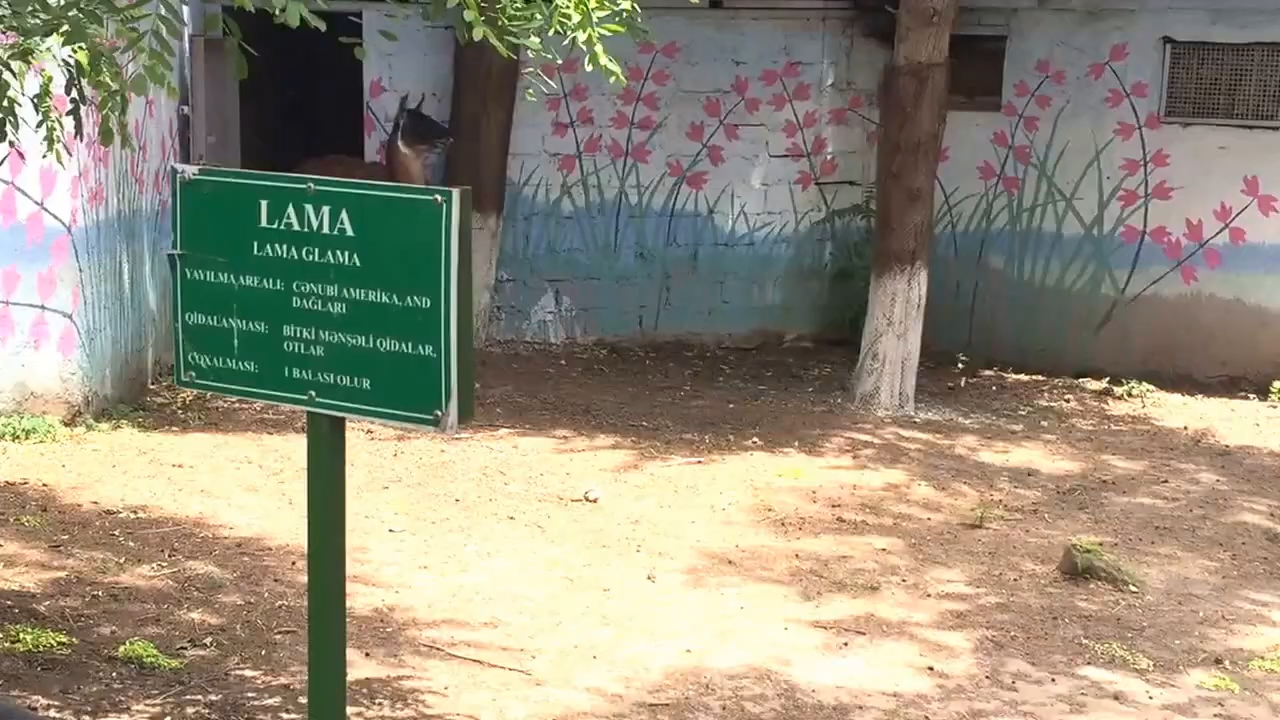 LAMA
LAMA GLAMA
YAYILMA AREALI: CƏNUBİ AMERİKA, AND
DAĞLARI
QİDALANMASI: BİTKİ MƏNŞƏLİ QİDALAR,
OTLAR
ÇOXALMASI: 1 BALASI OLUR